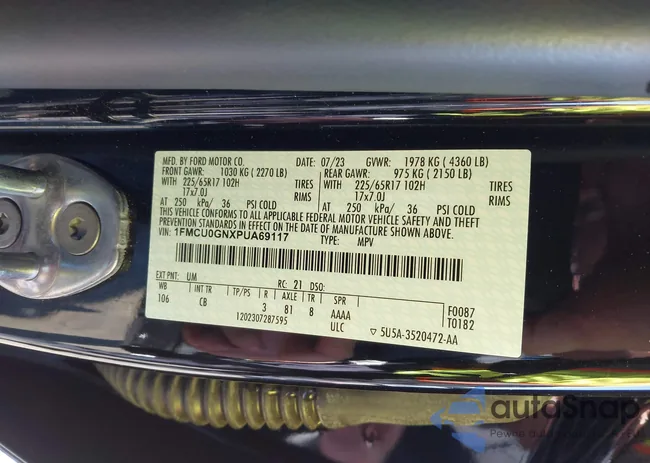 MFD. BY FORD MOTOR CO. 07/23 GVWR: 1978 KG ( 4360 LB)
FRONT GAWR: 1030 KG ( 2270 LB) REAR GAWR: 975 KG ( 2150 LB)
WITH 225/65R17 102H TIRES WITH 225/65R17 102H TIRES
17x7.0J RIMS 17x7.0J RIMS
AT 250 kPa/ 36 PSI COLD AT 250 kPa/ 36 PSI COLD
THIS VEHICLE CONFORMS TO ALL APPLICABLE FEDERAL MOTOR VEHICLE SAFETY AND THEFT
PREVENTION STANDARDS IN EFFECT ON THE DATE OF MANUFACTURE SHOWN ABOVE.
VIN: 1FMCU0GNXPUA69117 TYPE: MPV
EXT PNT: UM RC: 21 DSO:
WB TP/PS R AXLE TR SPR F0087
106 CB 3 81 8 AAAA T0182
1202307287595 ULC 5U5A-3520472-AA
autoSnap